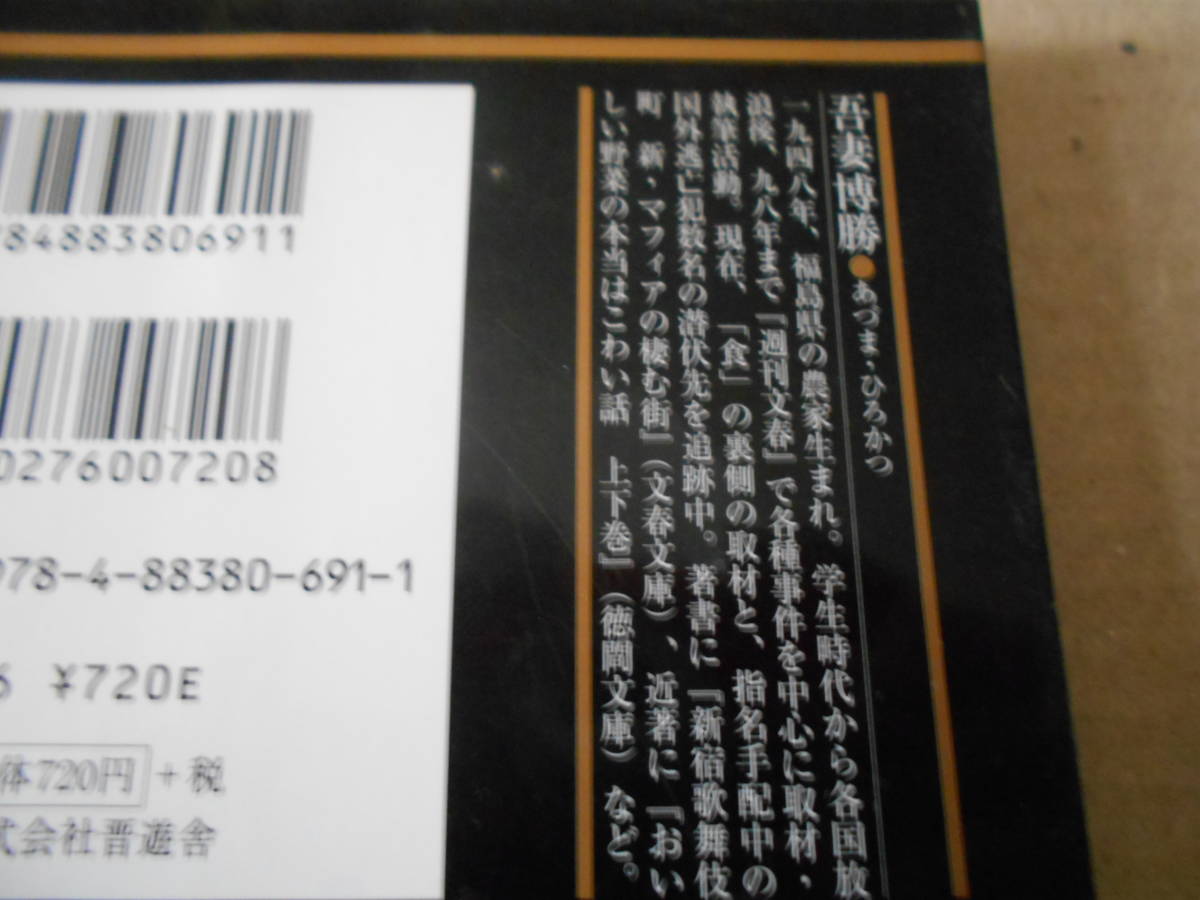 吾妻博勝●あづま・ひろかつ
一九四八年、福島県の農家生まれ。学生時代から各国放
浪後、九八年まで『週刊文春』で各種事件を中心に取材・
執筆活動。現在、「食」の裏側の取材と、指名手配中の
国外逃亡犯数名の潜伏先を追跡中。著書に『新宿歌舞伎
町 新・マフィアの棲む街』（文春文庫）、近著に『おい
しい野菜の本当はこわい話 上下巻』（徳間文庫）など。
784883806911
0276007208
978-4-88380-691-1
6 ¥720E
体720円 +税
式会社晋遊舎